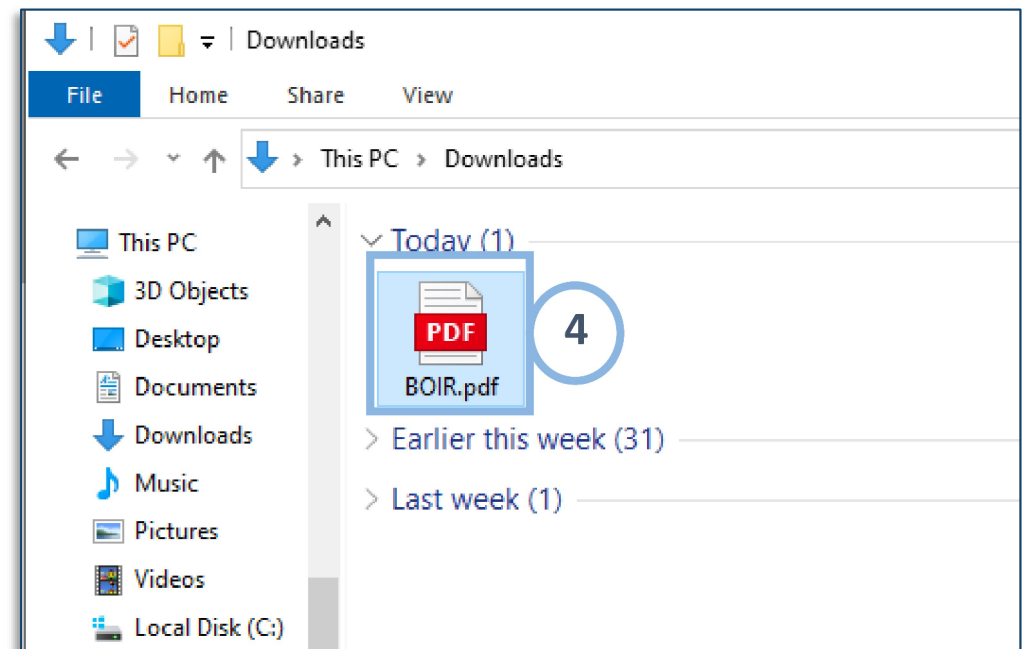 Downloads
File Home Share View
This PC > Downloads
This PC
3D Objects
Desktop
Documents
Downloads
Music
Pictures
Videos
Local Disk (C:)
Today (1)
PDF
BOIR.pdf
4
Earlier this week (31)
Last week (1)